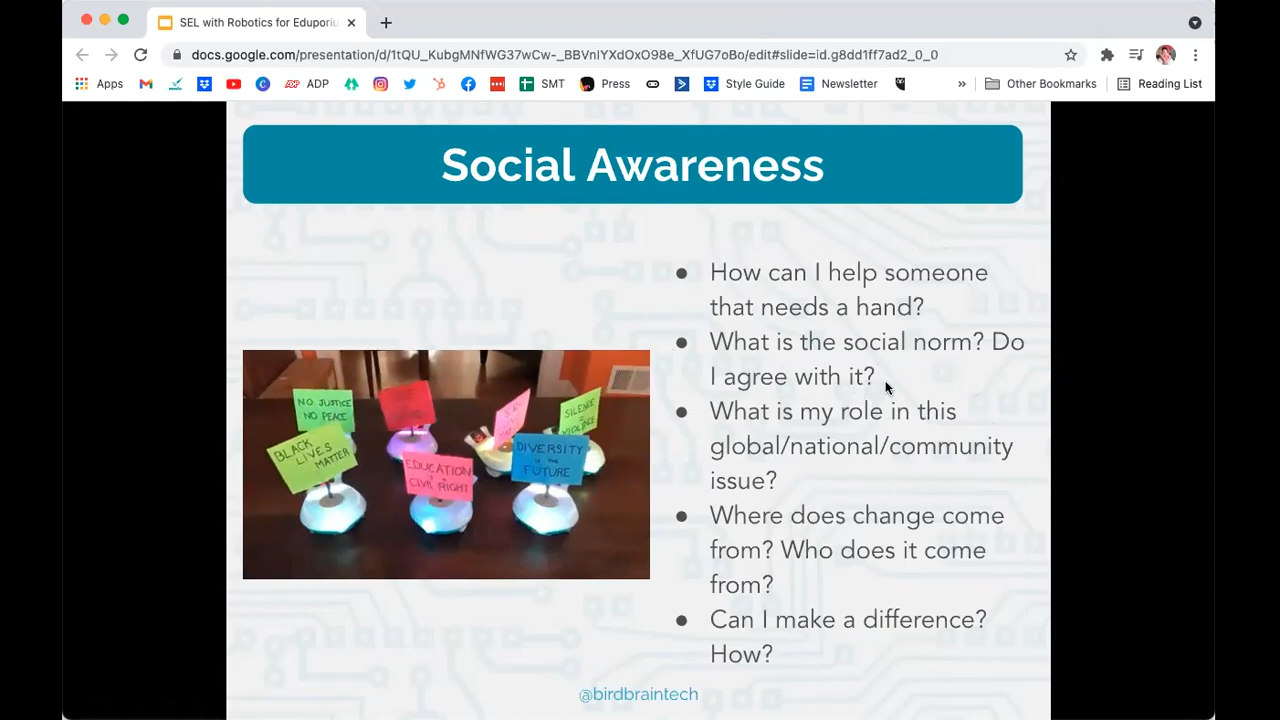 SEL with Robotics for Eduporiu
docs.google.com/presentation/d/1tQU_KubgMNfWG37wCw-_BBVnIYXdOxO98e_XfUG7oBo/edit#slide=id.g8dd1ff7ad2_0_0
Apps ADP SMT Press Style Guide Newsletter » Other Bookmarks Reading List
Social Awareness
● How can I help someone
that needs a hand?
● What is the social norm? Do
I agree with it?
● What is my role in this
global/national/community
issue?
● Where does change come
from? Who does it come
from?
● Can I make a difference?
How?
NO JUSTICE
NO PEACE
SILENCE
=
VIOLENCE
BLACK
LIVES
MATTER
EDUCATION
CIVIL RIGHT
DIVERSITY
IS THE
FUTURE
@birdbraintech